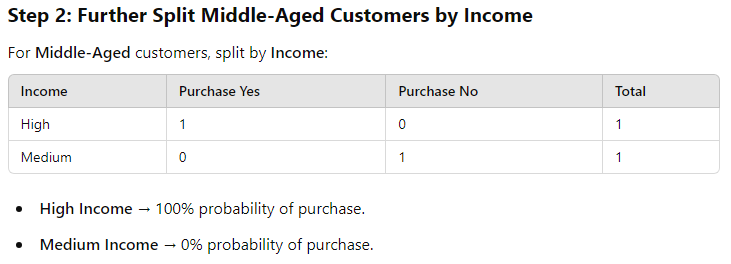 Step 2: Further Split Middle-Aged Customers by Income
For Middle-Aged customers, split by Income:
Income Purchase Yes Purchase No Total
High 1 0 1
Medium 0 1 1
• High Income → 100% probability of purchase.
• Medium Income → 0% probability of purchase.